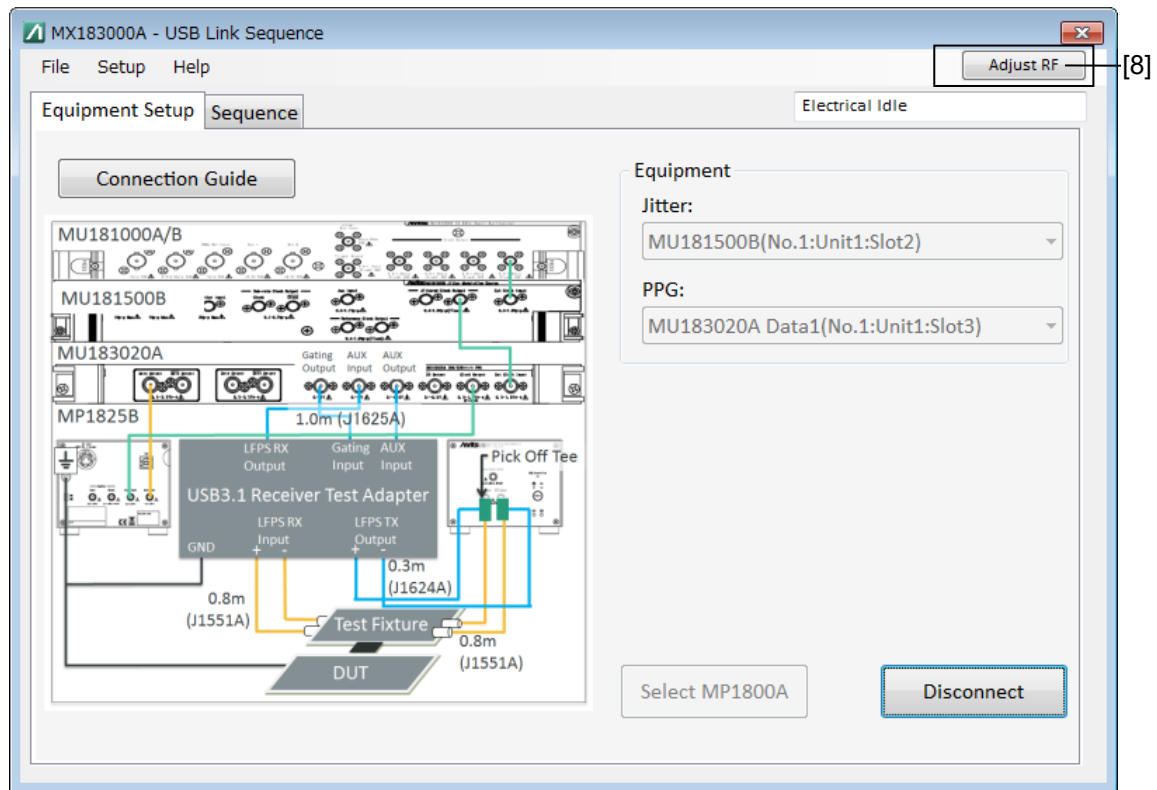 MX183000A - USB Link Sequence
File Setup Help
Adjust RF
[8]
Equipment Setup
Sequence
Electrical Idle
Connection Guide
Equipment
Jitter:
MU181500B(No.1:Unit1:Slot2)
PPG:
MU183020A Data1(No.1:Unit1:Slot3)
MU181000A/B
MU181500B
MU183020A
Gating Output
AUX Input
AUX Output
MP1825B
1.0m (J1625A)
LFPS RX Output
Gating Input
AUX Input
Pick Off Tee
USB3.1 Receiver Test Adapter
LFPS RX Input
+ -
LFPS TX Output
+ -
GND
0.3m
(J1624A)
0.8m
(J1551A)
Test Fixture
0.8m
(J1551A)
DUT
Select MP1800A
Disconnect